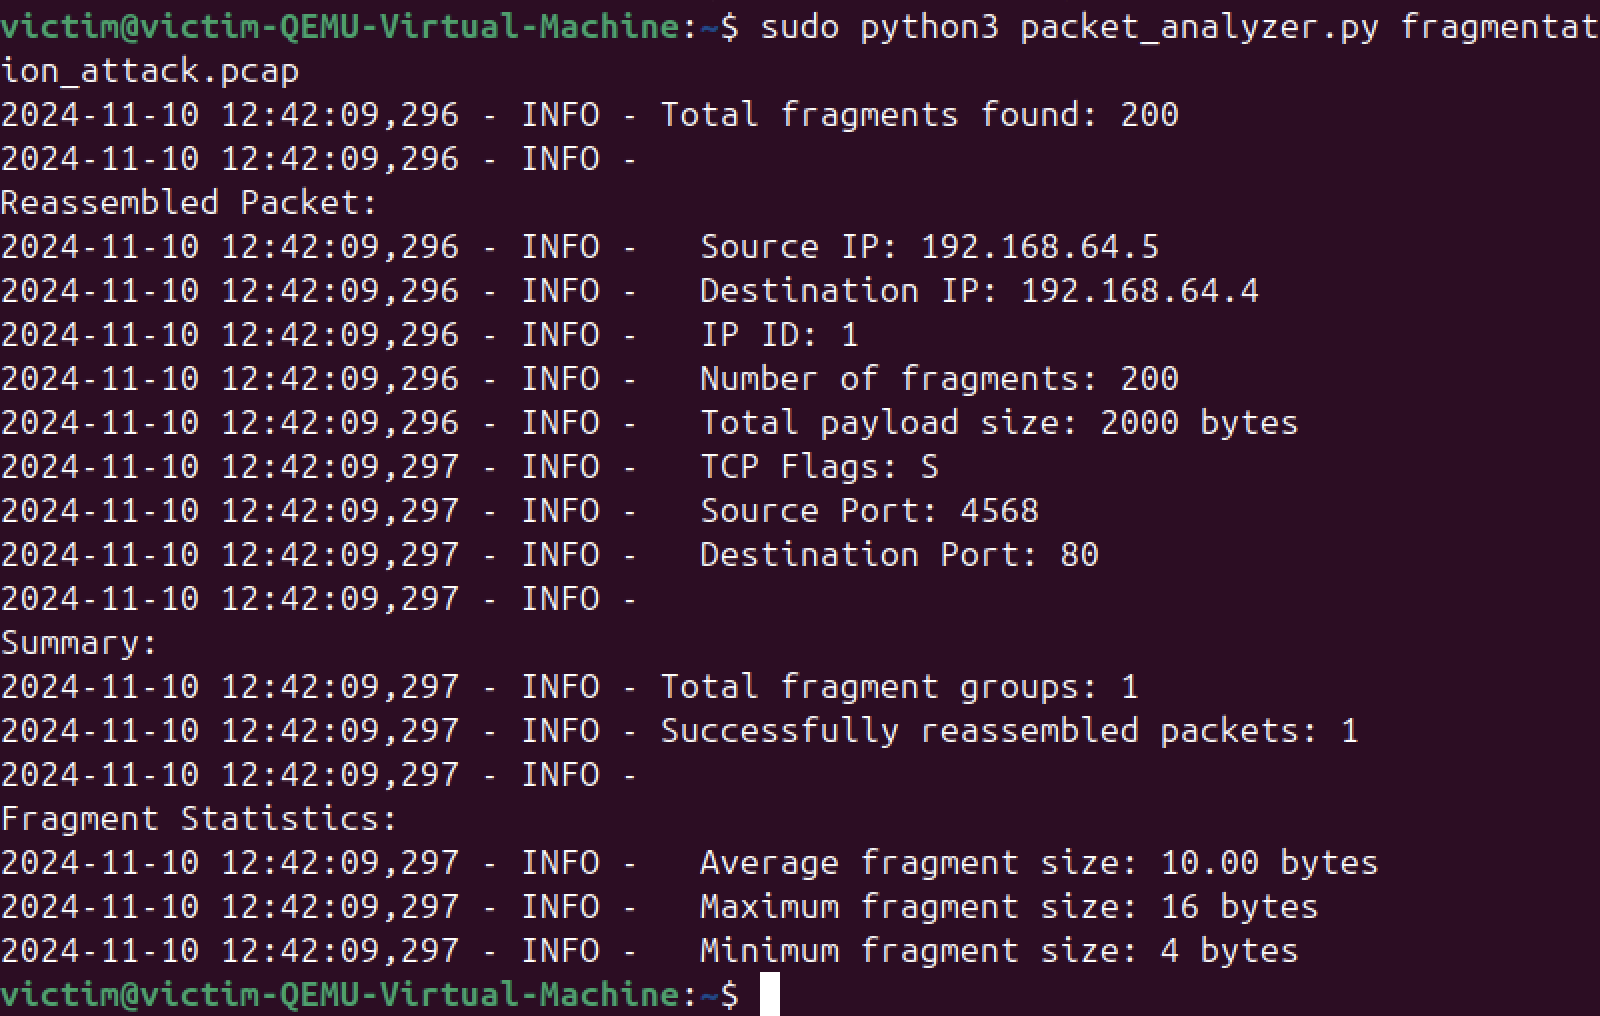 victim@victim-QEMU-Virtual-Machine:~$ sudo python3 packet_analyzer.py fragmentat
ion_attack.pcap
2024-11-10 12:42:09,296 - INFO - Total fragments found: 200
2024-11-10 12:42:09,296 - INFO -
Reassembled Packet:
2024-11-10 12:42:09,296 - INFO -   Source IP: 192.168.64.5
2024-11-10 12:42:09,296 - INFO -   Destination IP: 192.168.64.4
2024-11-10 12:42:09,296 - INFO -   IP ID: 1
2024-11-10 12:42:09,296 - INFO -   Number of fragments: 200
2024-11-10 12:42:09,296 - INFO -   Total payload size: 2000 bytes
2024-11-10 12:42:09,297 - INFO -   TCP Flags: S
2024-11-10 12:42:09,297 - INFO -   Source Port: 4568
2024-11-10 12:42:09,297 - INFO -   Destination Port: 80
2024-11-10 12:42:09,297 - INFO -
Summary:
2024-11-10 12:42:09,297 - INFO - Total fragment groups: 1
2024-11-10 12:42:09,297 - INFO - Successfully reassembled packets: 1
2024-11-10 12:42:09,297 - INFO -
Fragment Statistics:
2024-11-10 12:42:09,297 - INFO -   Average fragment size: 10.00 bytes
2024-11-10 12:42:09,297 - INFO -   Maximum fragment size: 16 bytes
2024-11-10 12:42:09,297 - INFO -   Minimum fragment size: 4 bytes
victim@victim-QEMU-Virtual-Machine:~$